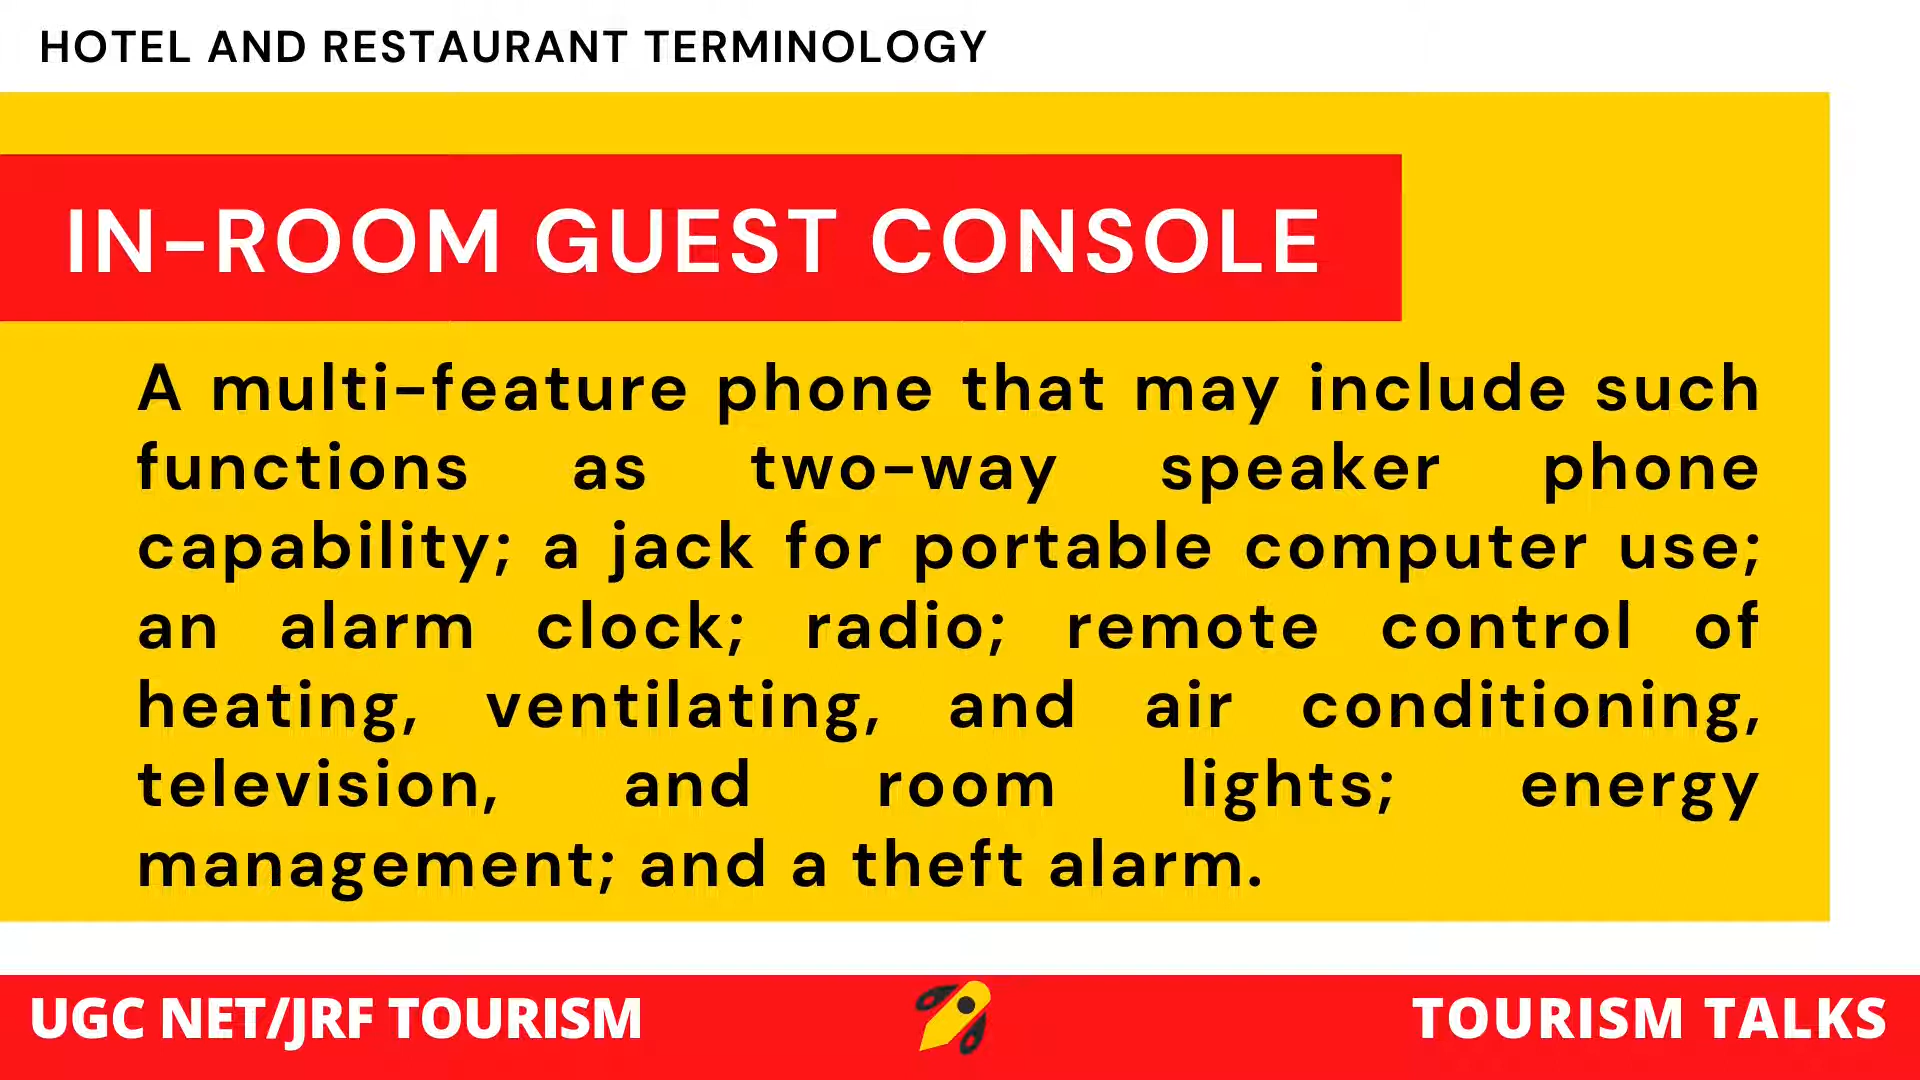 HOTEL AND RESTAURANT TERMINOLOGY
IN-ROOM GUEST CONSOLE
A multi-feature phone that may include such
functions as two-way speaker phone
capability; a jack for portable computer use;
an alarm clock; radio; remote control of
heating, ventilating, and air conditioning,
television, and room lights; energy
management; and a theft alarm.
UGC NET/JRF TOURISM
TOURISM TALKS